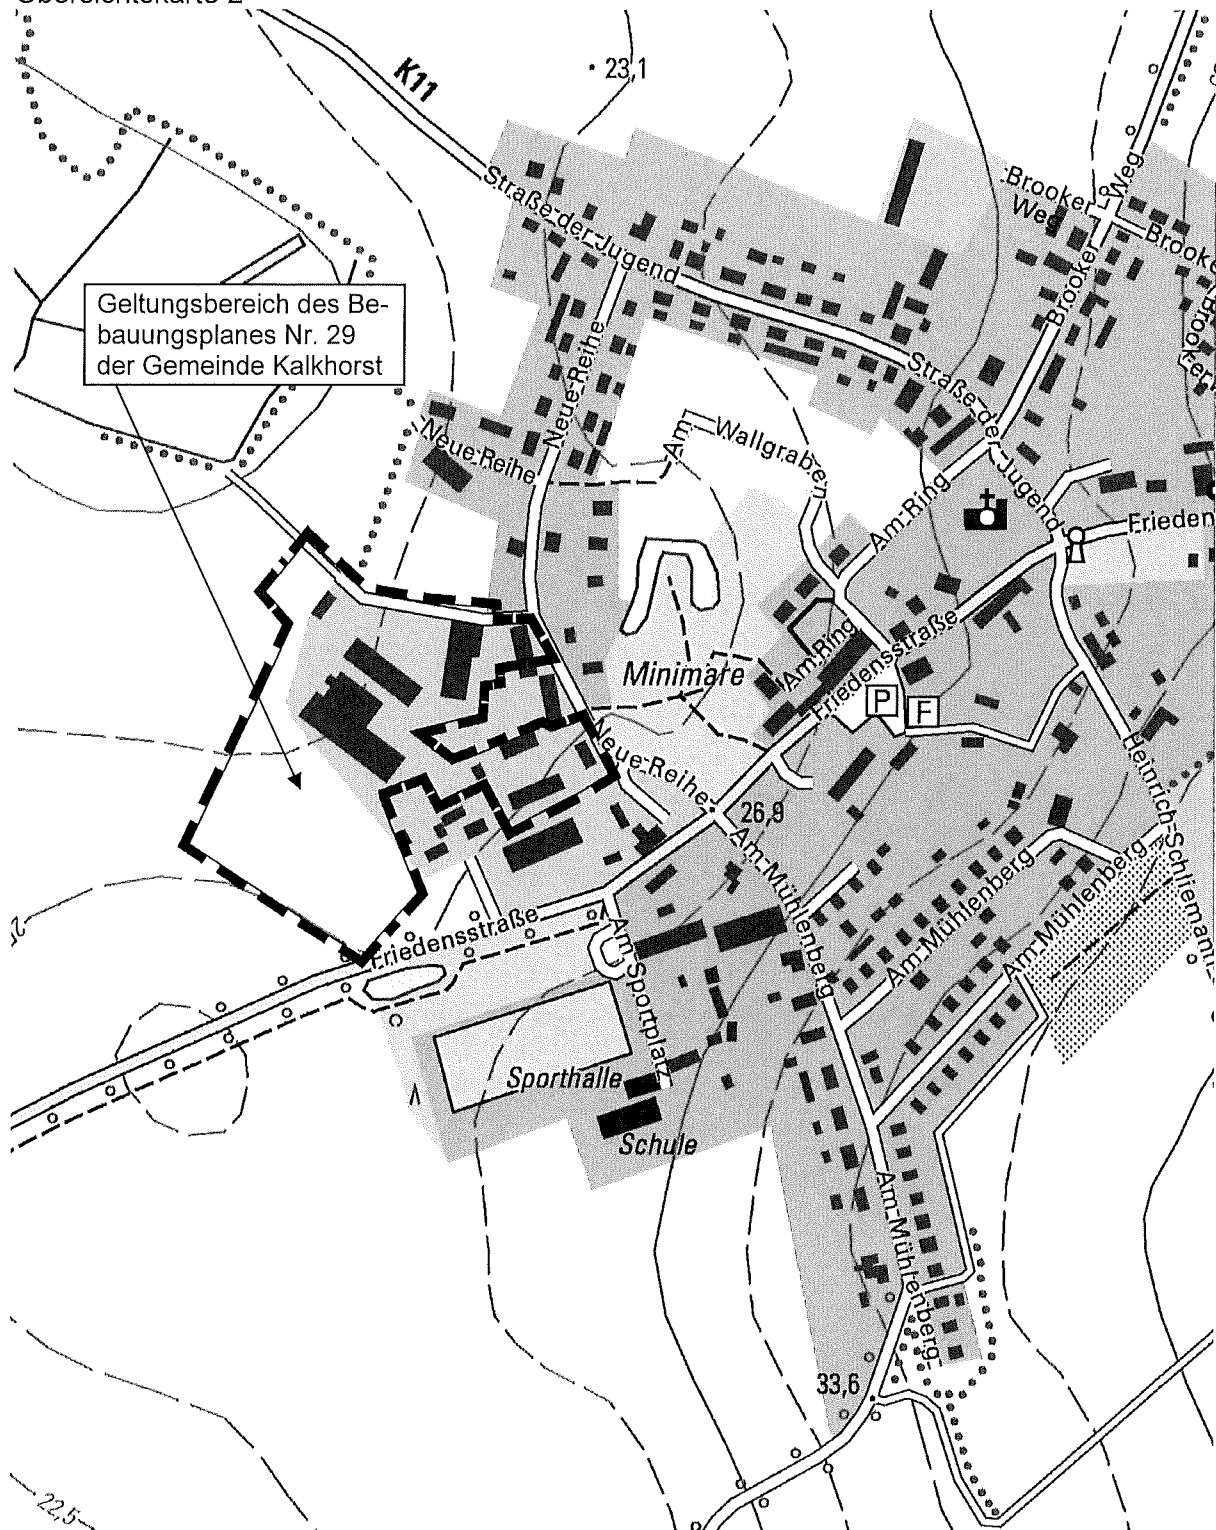 Übersichtskarte 2
K11
23,1
Straße-der-Jugend
Brooker
Weg
Weg
Brooker
Brooke
Brooker
Geltungsbereich des Be-
bauungsplanes Nr. 29
der Gemeinde Kalkhorst
Neue-Reihe
Neue-Reihe
Am
Wallgraben
Straße-der-Jugend
Am-Ring
Frieden
Am-Ring
Friedensstraße
Minimare
P
F
Neue-Reihe
26,9
Heinrich-Schliemann
Am-Mühlenberg
Am-Mühlenberg
Am-Mühlenberg
Friedensstraße
Am-Sportplatz
Sporthalle
Schule
Am-Mühlenberg
33,6
22,5